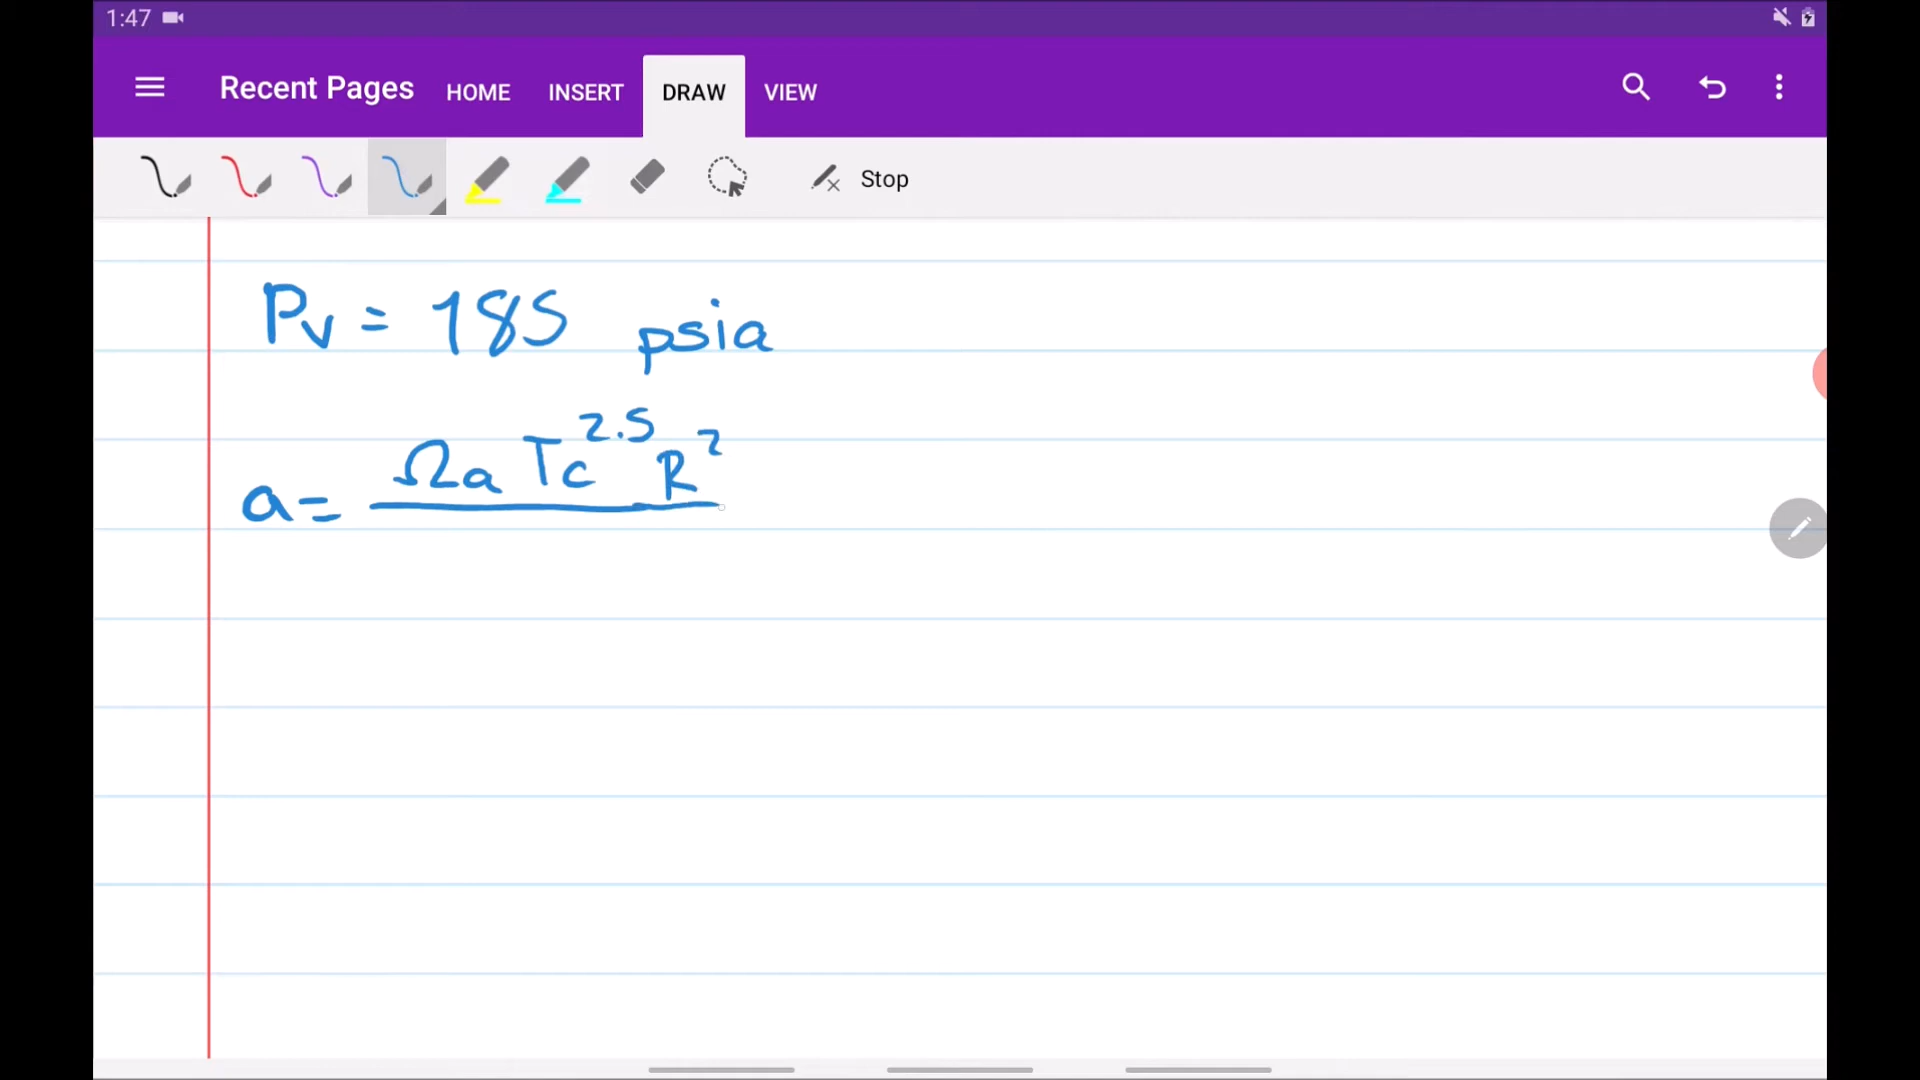 1:47
Recent Pages HOME INSERT DRAW VIEW
Stop
Pv = 185 psia
a = Ωa Tc^2.5 R^2